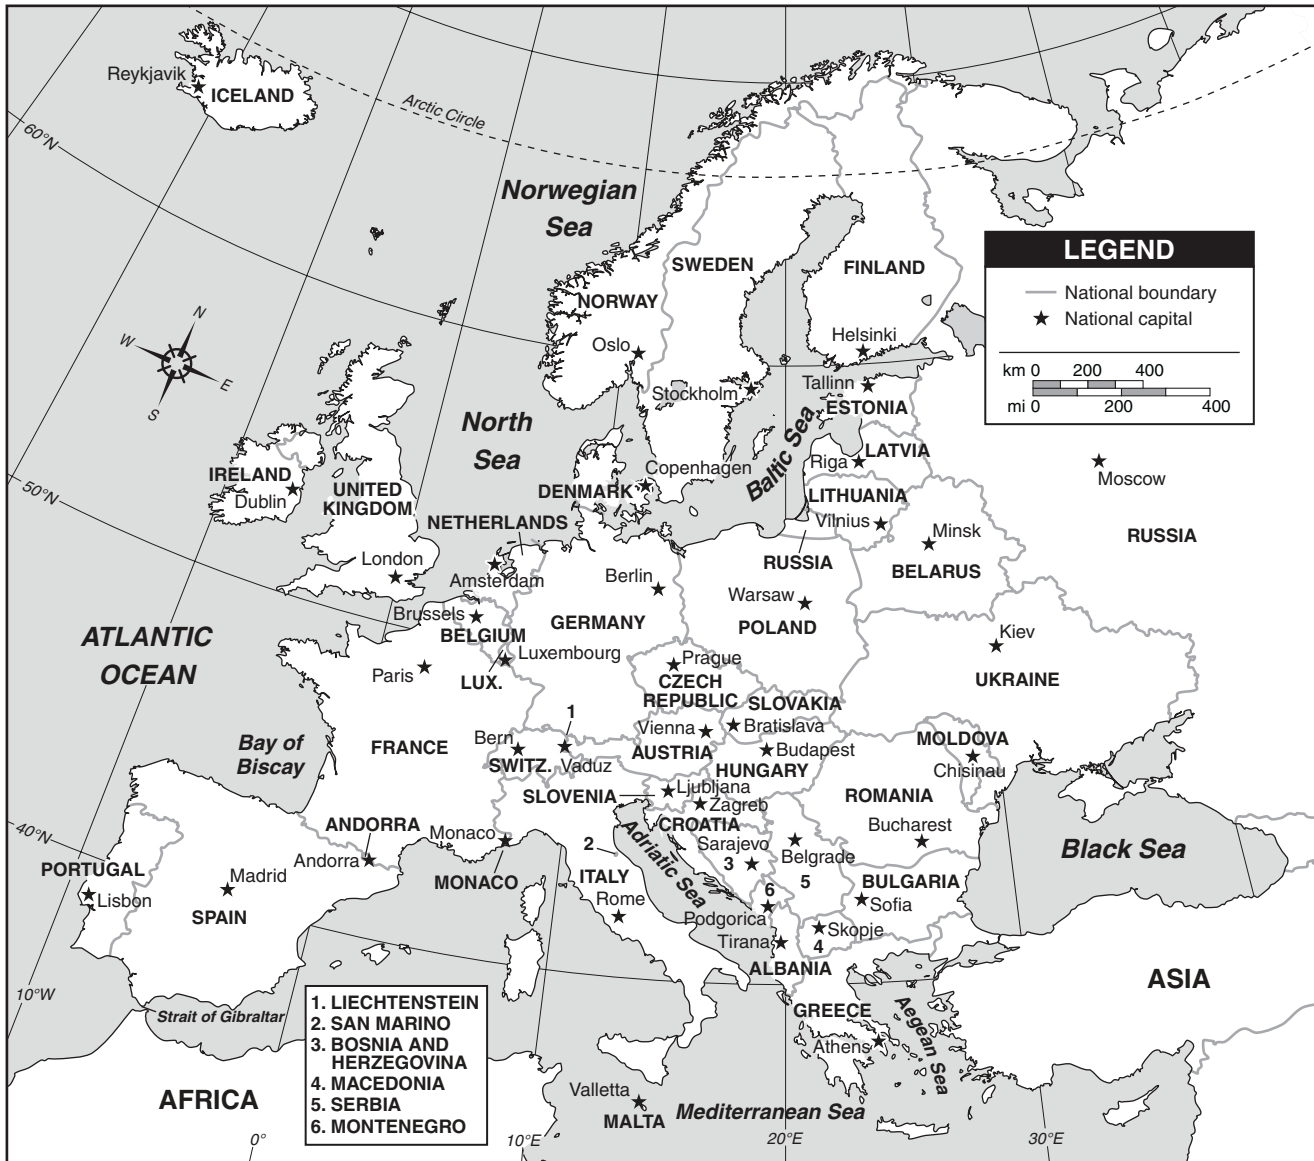 Reykjavik
ICELAND
Arctic Circle
60°N
Norwegian
Sea
LEGEND
National boundary
National capital
km 0 200 400
mi 0 200 400
SWEDEN
FINLAND
NORWAY
Oslo
Helsinki
N
W
E
S
Stockholm
Tallinn
ESTONIA
North
Sea
Baltic Sea
Riga
LATVIA
Moscow
RUSSIA
IRELAND
Dublin
UNITED
KINGDOM
50°N
Copenhagen
DENMARK
LITHUANIA
Vilnius
NETHERLANDS
Minsk
BELARUS
RUSSIA
London
Amsterdam
Berlin
Warsaw
POLAND
Brussels
BELGIUM
GERMANY
Kiev
UKRAINE
ATLANTIC
OCEAN
Paris
LUX.
Luxembourg
Prague
CZECH
REPUBLIC
SLOVAKIA
Bratislava
Vienna
AUSTRIA
1
Bern
SWITZ.
Vaduz
Budapest
HUNGARY
MOLDOVA
Chisinau
Bay of
Biscay
FRANCE
SLOVENIA
Ljubljana
Zagreb
CROATIA
ROMANIA
Bucharest
40°N
ANDORRA
Andorra
Monaco
MONACO
2
Adriatic Sea
Sarajevo
3
Belgrade
5
Black Sea
PORTUGAL
Lisbon
Madrid
SPAIN
ITALY
Rome
6
Podgorica
BULGARIA
Sofia
Skopje
4
Tirana
ALBANIA
ASIA
10°W
Strait of Gibraltar
1. LIECHTENSTEIN
2. SAN MARINO
3. BOSNIA AND
HERZEGOVINA
4. MACEDONIA
5. SERBIA
6. MONTENEGRO
GREECE
Athens
Aegean Sea
AFRICA
Valletta
MALTA
Mediterranean Sea
0°
10°E
20°E
30°E